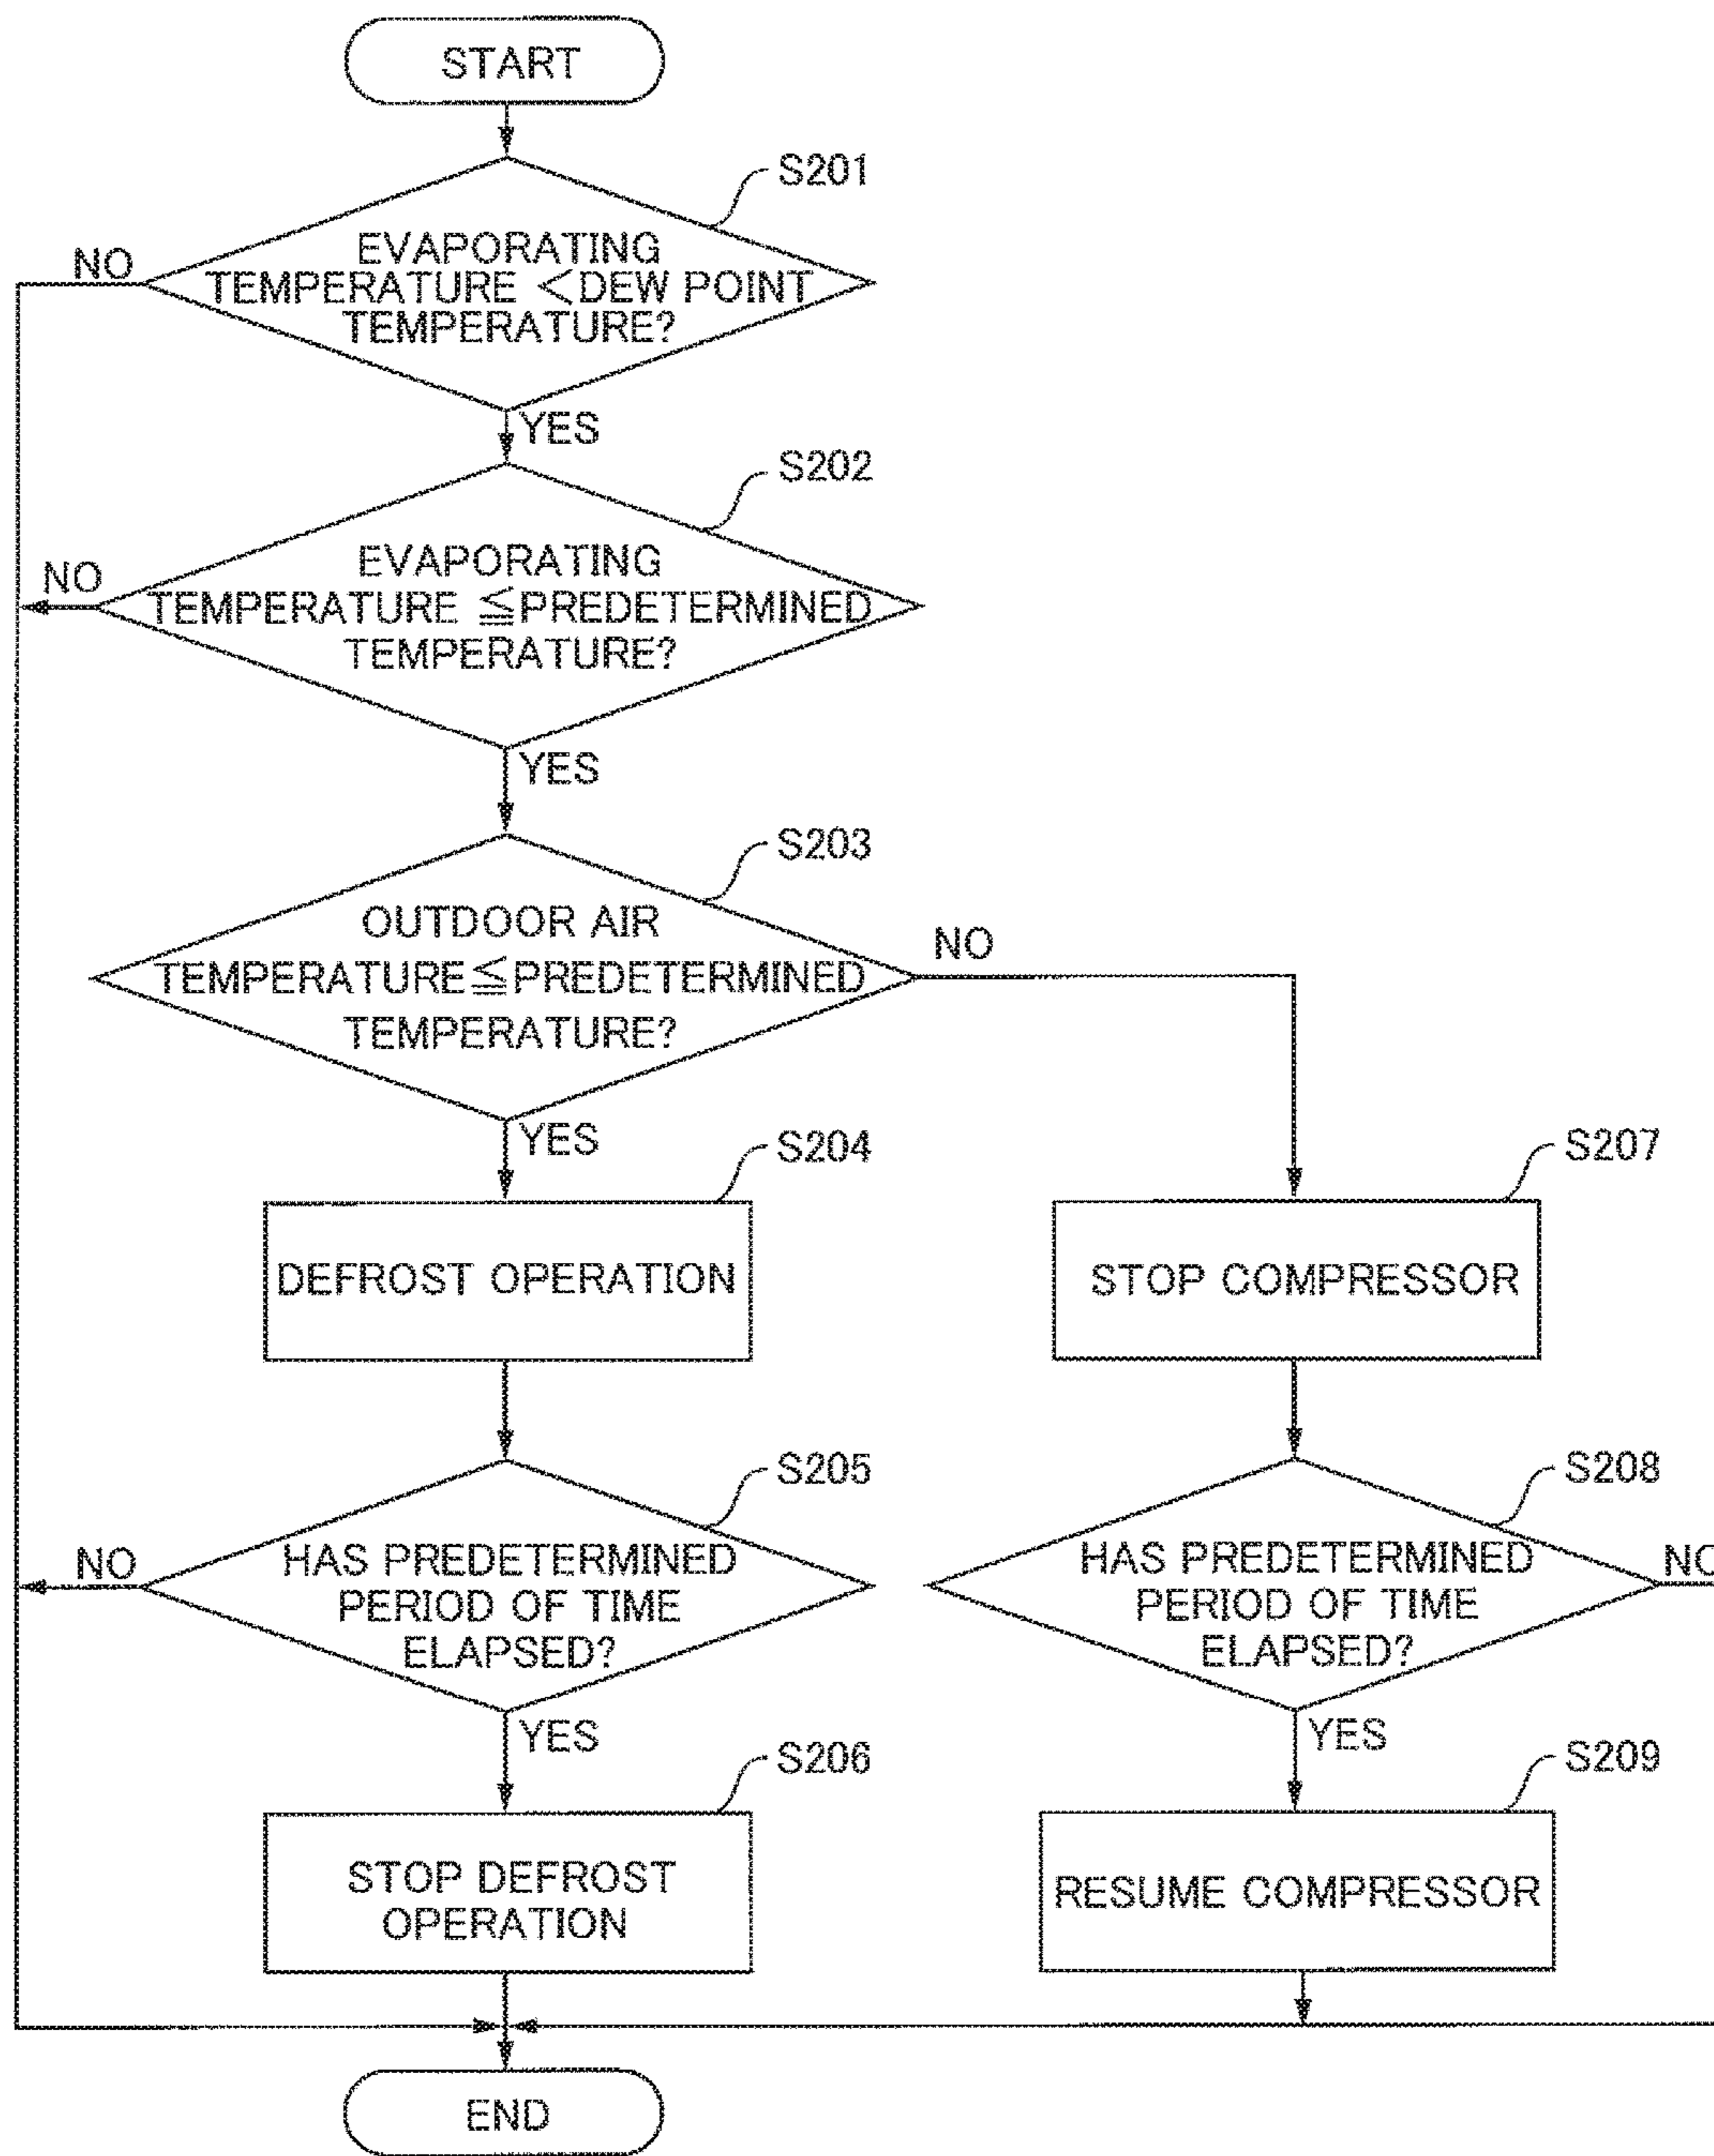 START
S201
NO
EVAPORATING
TEMPERATURE <DEW POINT
TEMPERATURE?
YES
S202
NO
EVAPORATING
TEMPERATURE ≦PREDETERMINED
TEMPERATURE?
YES
S203
OUTDOOR AIR
TEMPERATURE≦PREDETERMINED
TEMPERATURE?
NO
YES
S204
DEFROST OPERATION
S207
STOP COMPRESSOR
S205
NO
HAS PREDETERMINED
PERIOD OF TIME
ELAPSED?
YES
S208
HAS PREDETERMINED
PERIOD OF TIME
ELAPSED?
NO
YES
S206
STOP DEFROST
OPERATION
S209
RESUME COMPRESSOR
END